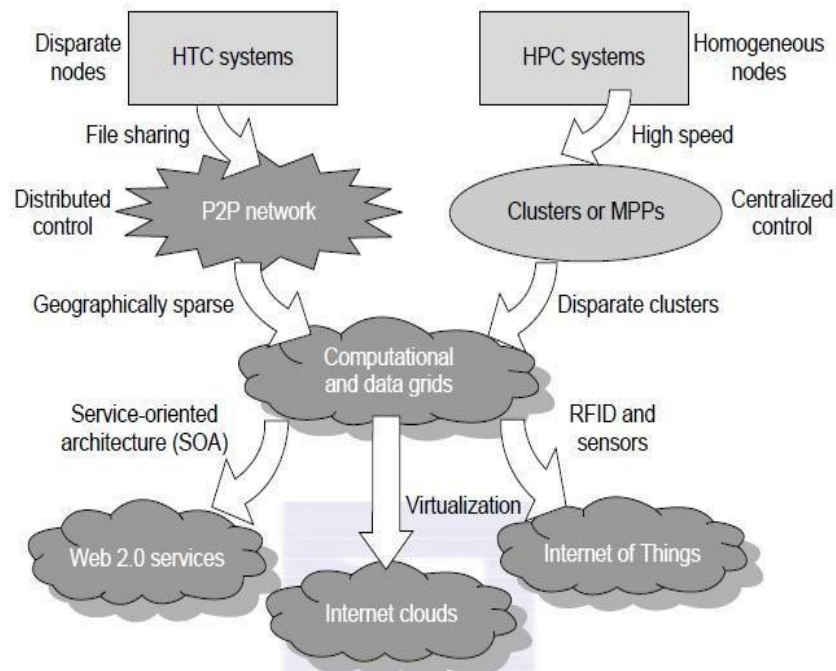 Disparate
nodes
HTC systems
HPC systems
Homogeneous
nodes
File sharing
High speed
Distributed
control
P2P network
Clusters or MPPs
Centralized
control
Geographically sparse
Disparate clusters
Computational
and data grids
Service-oriented
architecture (SOA)
RFID and
sensors
Virtualization
Web 2.0 services
Internet of Things
Internet clouds